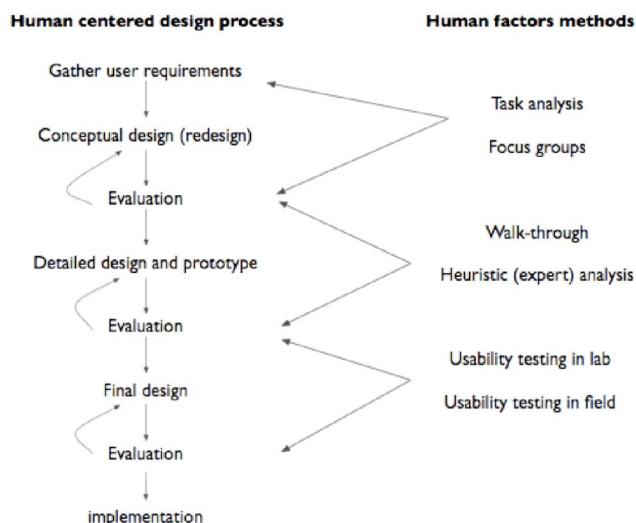 Human centered design process
Human factors methods
Gather user requirements
Task analysis
Conceptual design (redesign)
Focus groups
Evaluation
Walk-through
Detailed design and prototype
Heuristic (expert) analysis
Evaluation
Usability testing in lab
Final design
Usability testing in field
Evaluation
implementation